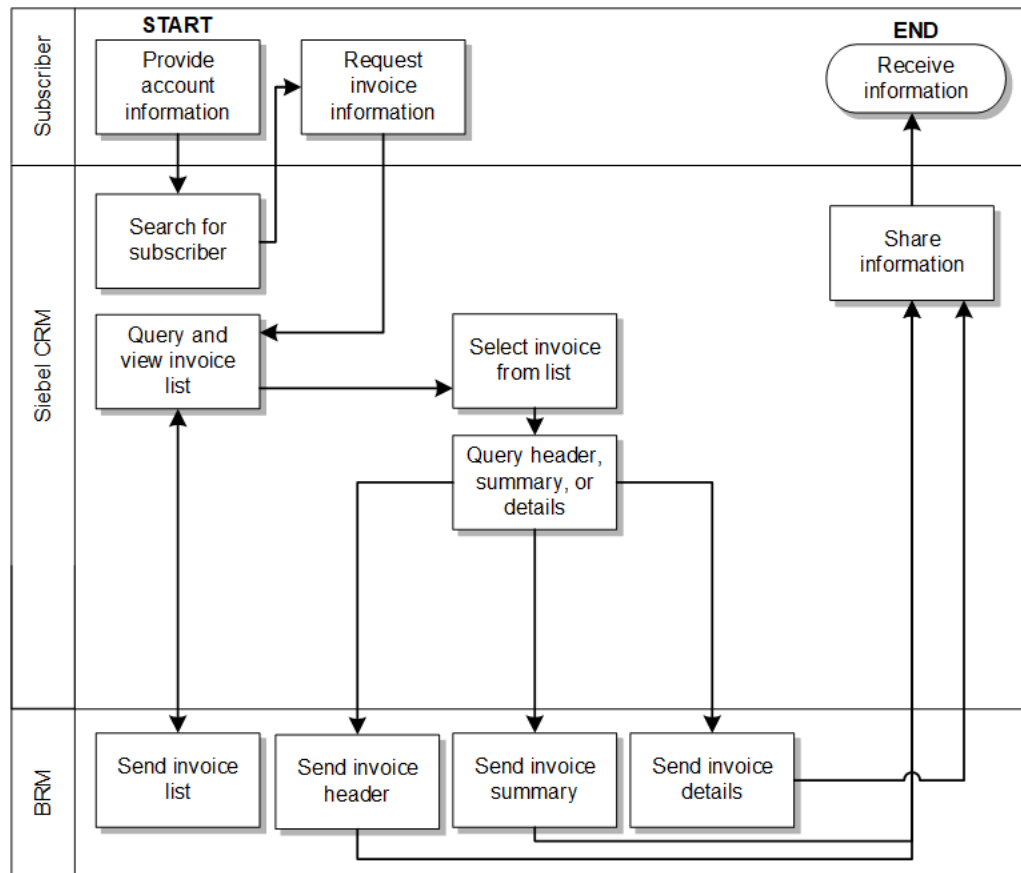 START
END
Subscriber
Provide
account
information
Request
invoice
information
Receive
information
Siebel CRM
Search for
subscriber
Share
information
Query and
view invoice
list
Select invoice
from list
Query header,
summary, or
details
BRM
Send invoice
list
Send invoice
header
Send invoice
summary
Send invoice
details